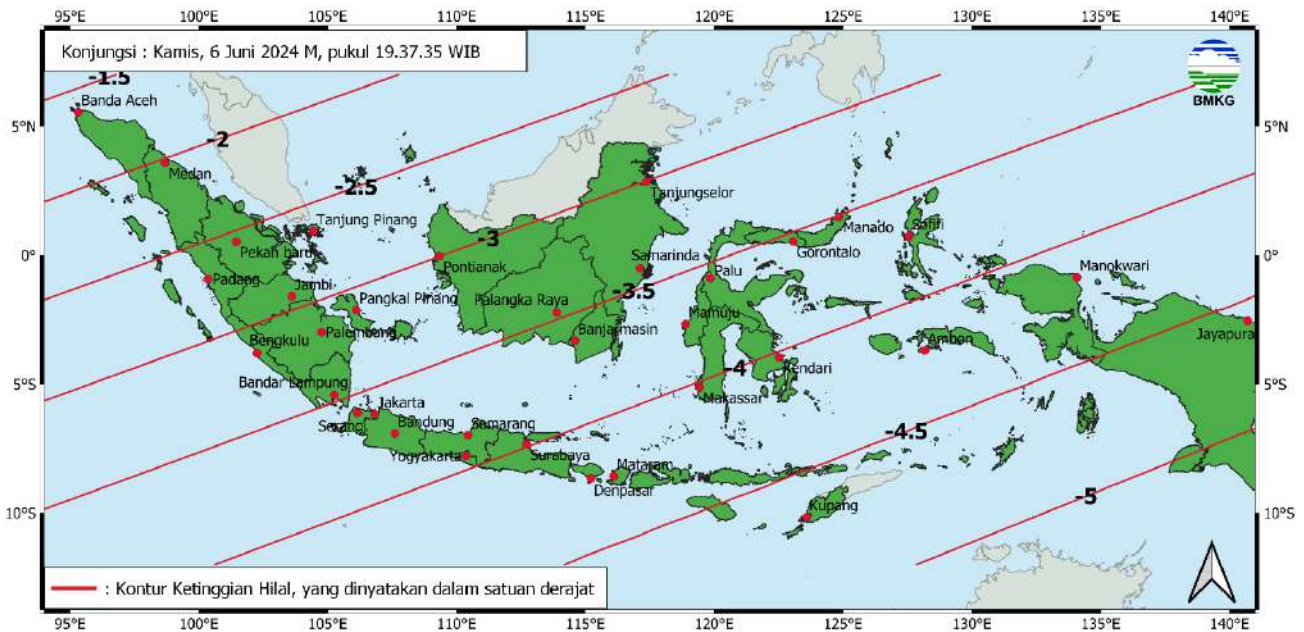 95°E 100°E 105°E 110°E 115°E 120°E 125°E 130°E 135°E 140°E
Konjungsi : Kamis, 6 Juni 2024 M, pukul 19.37.35 WIB
BMKG
-1.5
Banda Aceh
5°N 5°N
-2
Medan
-2.5
Tanjungselor
Tanjung Pinang
Manado
Sofifi
-3
Pekan baru
Gorontalo
0° 0°
Samarinda
Pontianak
Manokwari
Padang
Palu
Jambi
-3.5
Pangkal Pinang
Palangka Raya
Mamuju
Palembang
Banjarmasin
Jayapura
Bengkulu
Ambon
-4
Kendari
Bandar Lampung
5°S 5°S
Makassar
Jakarta
Serang
Bandung
Semarang
-4.5
Yogyakarta
Surabaya
Mataram
Denpasar
-5
Kupang
10°S 10°S
: Kontur Ketinggian Hilal, yang dinyatakan dalam satuan derajat
95°E 100°E 105°E 110°E 115°E 120°E 125°E 130°E 135°E 140°E